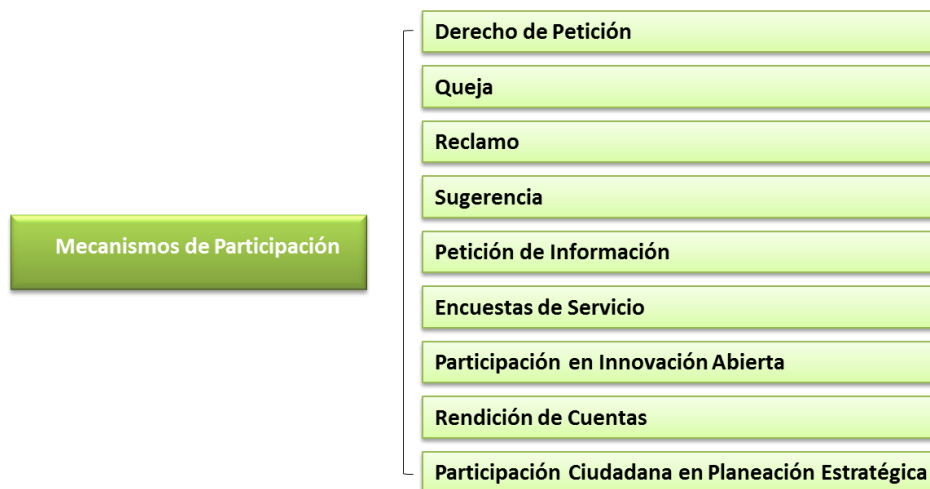 Mecanismos de Participación
Derecho de Petición
Queja
Reclamo
Sugerencia
Petición de Información
Encuestas de Servicio
Participación en Innovación Abierta
Rendición de Cuentas
Participación Ciudadana en Planeación Estratégica